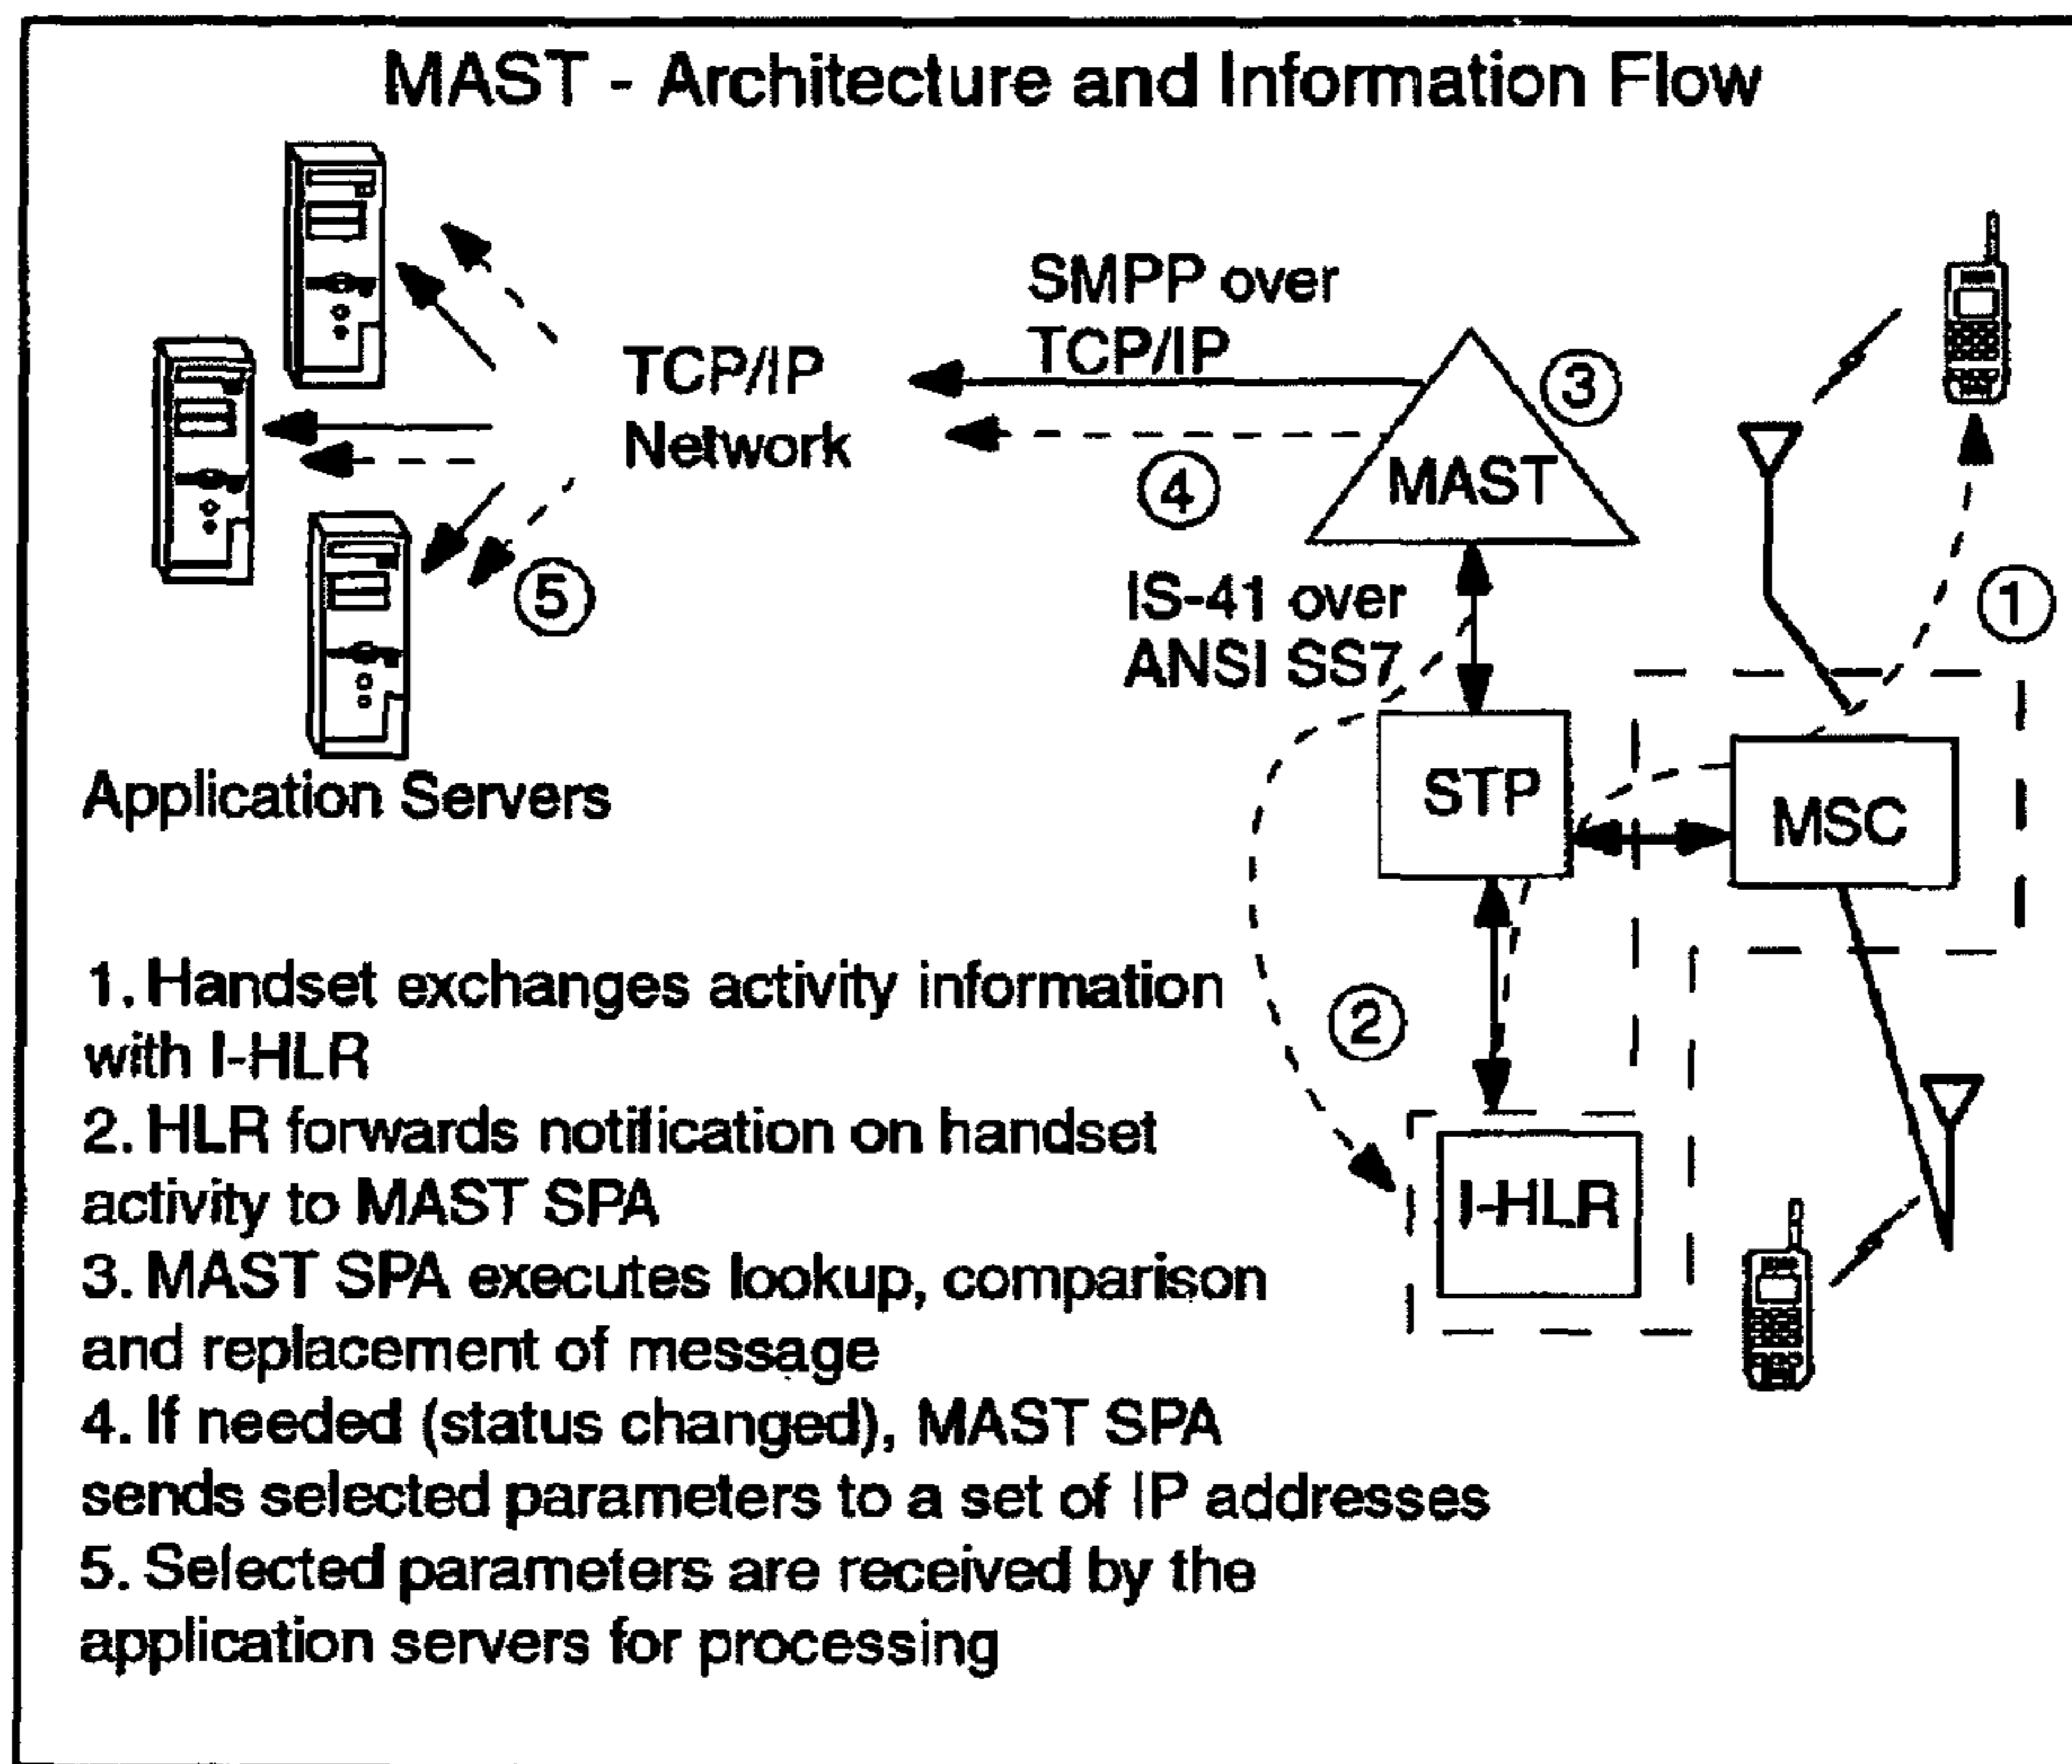 MAST - Architecture and Information Flow
SMPP over
TCP/IP
TCP/IP
Network
3
MAST
4
1
IS-41 over
ANSI SS7
5
STP
MSC
Application Servers
2
I-HLR
1. Handset exchanges activity information
with I-HLR
2. HLR forwards notification on handset
activity to MAST SPA
3. MAST SPA executes lookup, comparison
and replacement of message
4. If needed (status changed), MAST SPA
sends selected parameters to a set of IP addresses
5. Selected parameters are received by the
application servers for processing